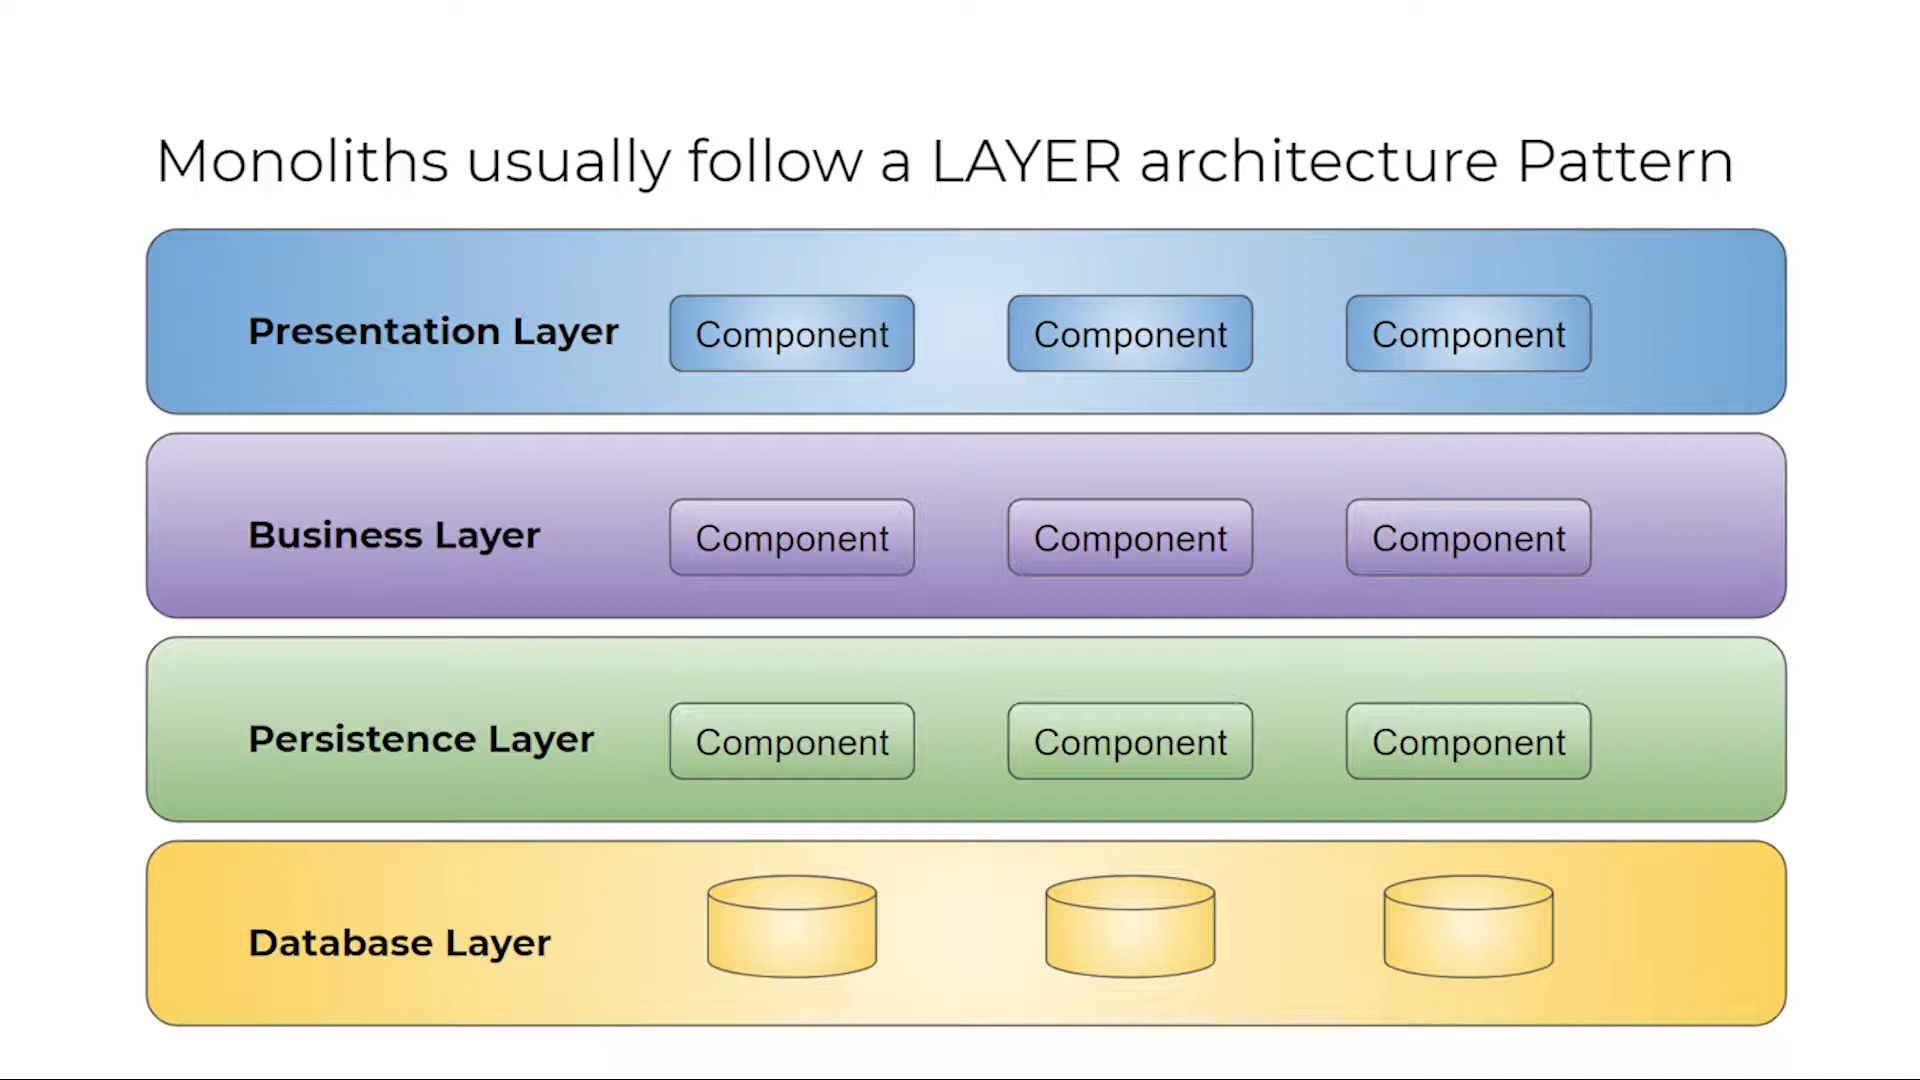 Monoliths usually follow a LAYER architecture Pattern
Presentation Layer Component Component Component
Business Layer Component Component Component
Persistence Layer Component Component Component
Database Layer